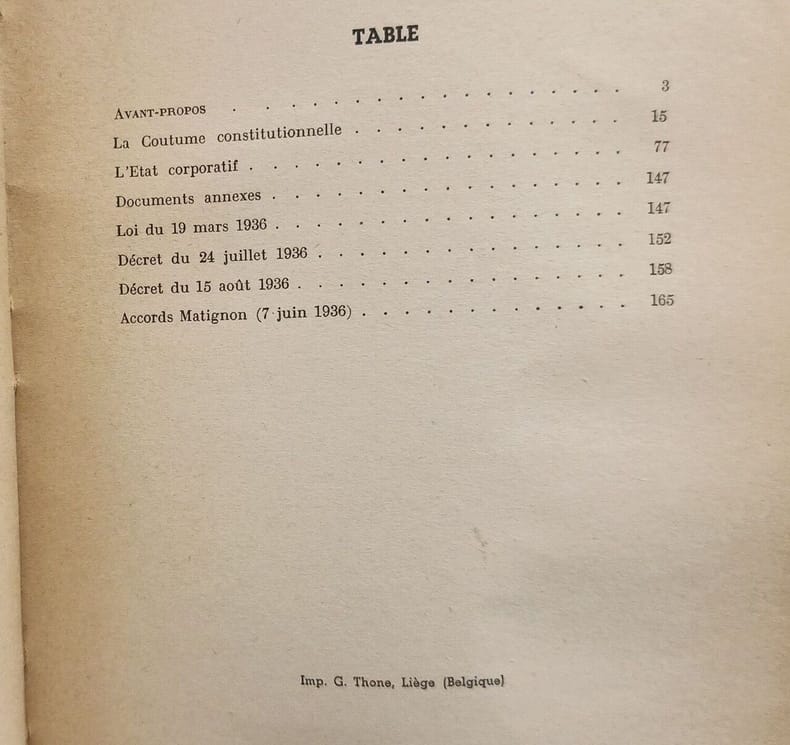 TABLE
AVANT-PROPOS . . . . . . . . . . . . . . . . . 3
La Coutume constitutionnelle . . . . . . . . . . . . 15
L'Etat corporatif . . . . . . . . . . . . . . . . . 77
Documents annexes . . . . . . . . . . . . . . . . 147
Loi du 19 mars 1936 . . . . . . . . . . . . . . . . 147
Décret du 24 juillet 1936 . . . . . . . . . . . . . . 152
Décret du 15 août 1936 . . . . . . . . . . . . . . . 158
Accords Matignon (7 juin 1936) . . . . . . . . . . . . 165
Imp. G. Thone, Liège (Belgique)